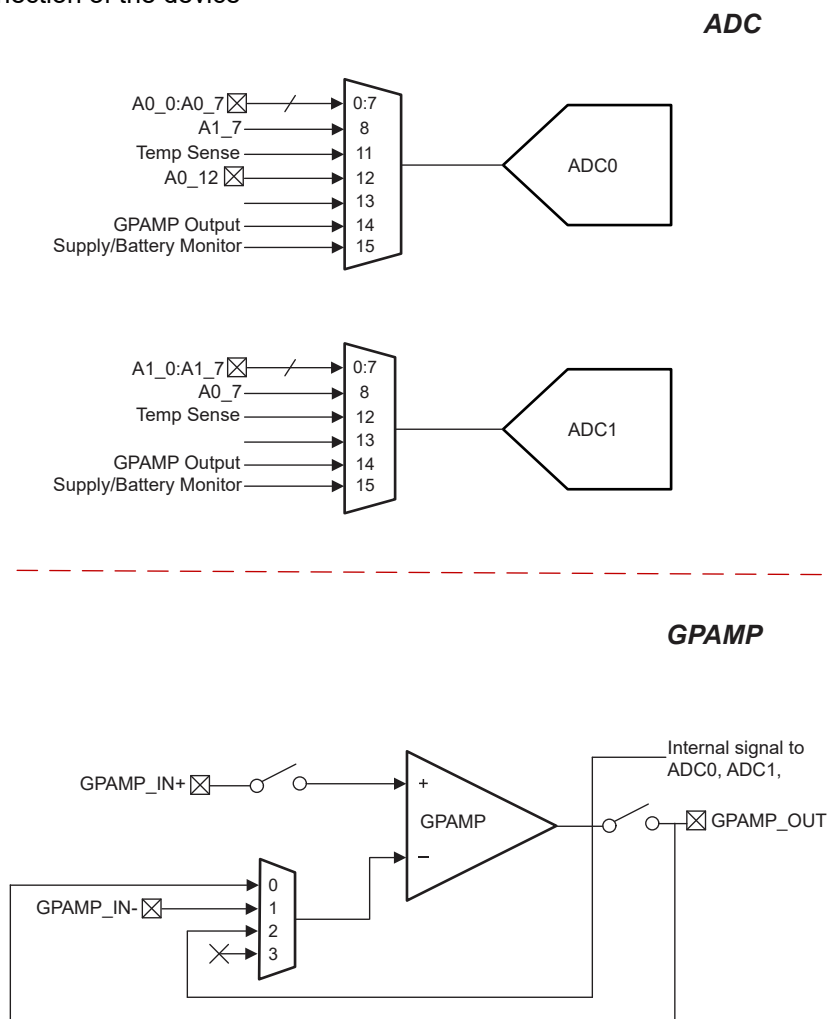 ADC
A0_0:A0_7 0:7
A1_7 8
Temp Sense 11
A0_12 12
13
GPAMP Output 14
Supply/Battery Monitor 15
ADC0
A1_0:A1_7 0:7
A0_7 8
Temp Sense 12
13
GPAMP Output 14
Supply/Battery Monitor 15
ADC1
GPAMP
Internal signal to
ADC0, ADC1,
GPAMP_IN+
+
GPAMP
GPAMP_OUT
−
0
GPAMP_IN- 1
2
3